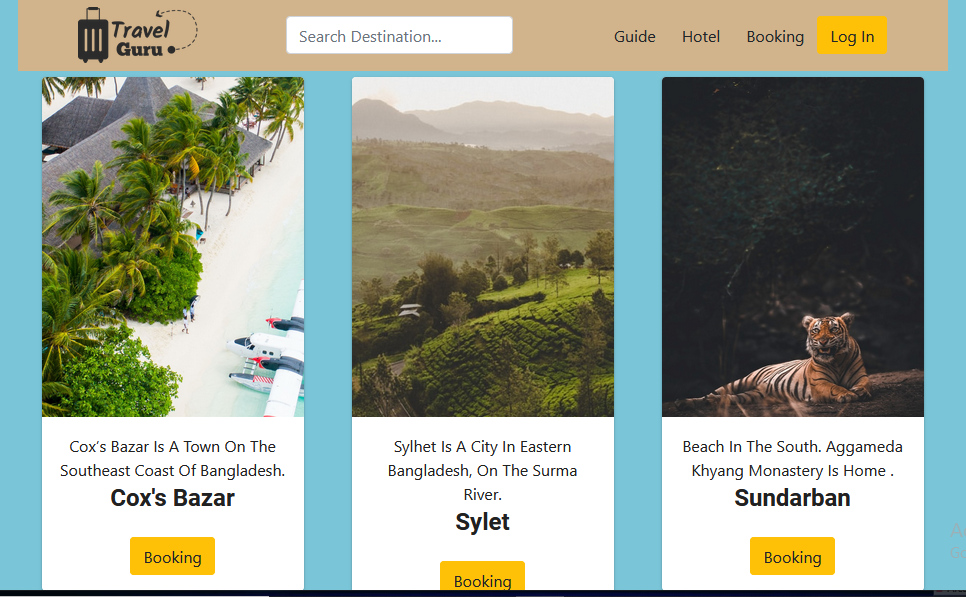 Travel
Guru
Search Destination...
Guide
Hotel
Booking
Log In
Cox's Bazar Is A Town On The
Southeast Coast Of Bangladesh.
Cox's Bazar
Booking
Sylhet Is A City In Eastern
Bangladesh, On The Surma
River.
Sylet
Booking
Beach In The South. Aggameda
Khyang Monastery Is Home .
Sundarban
Booking